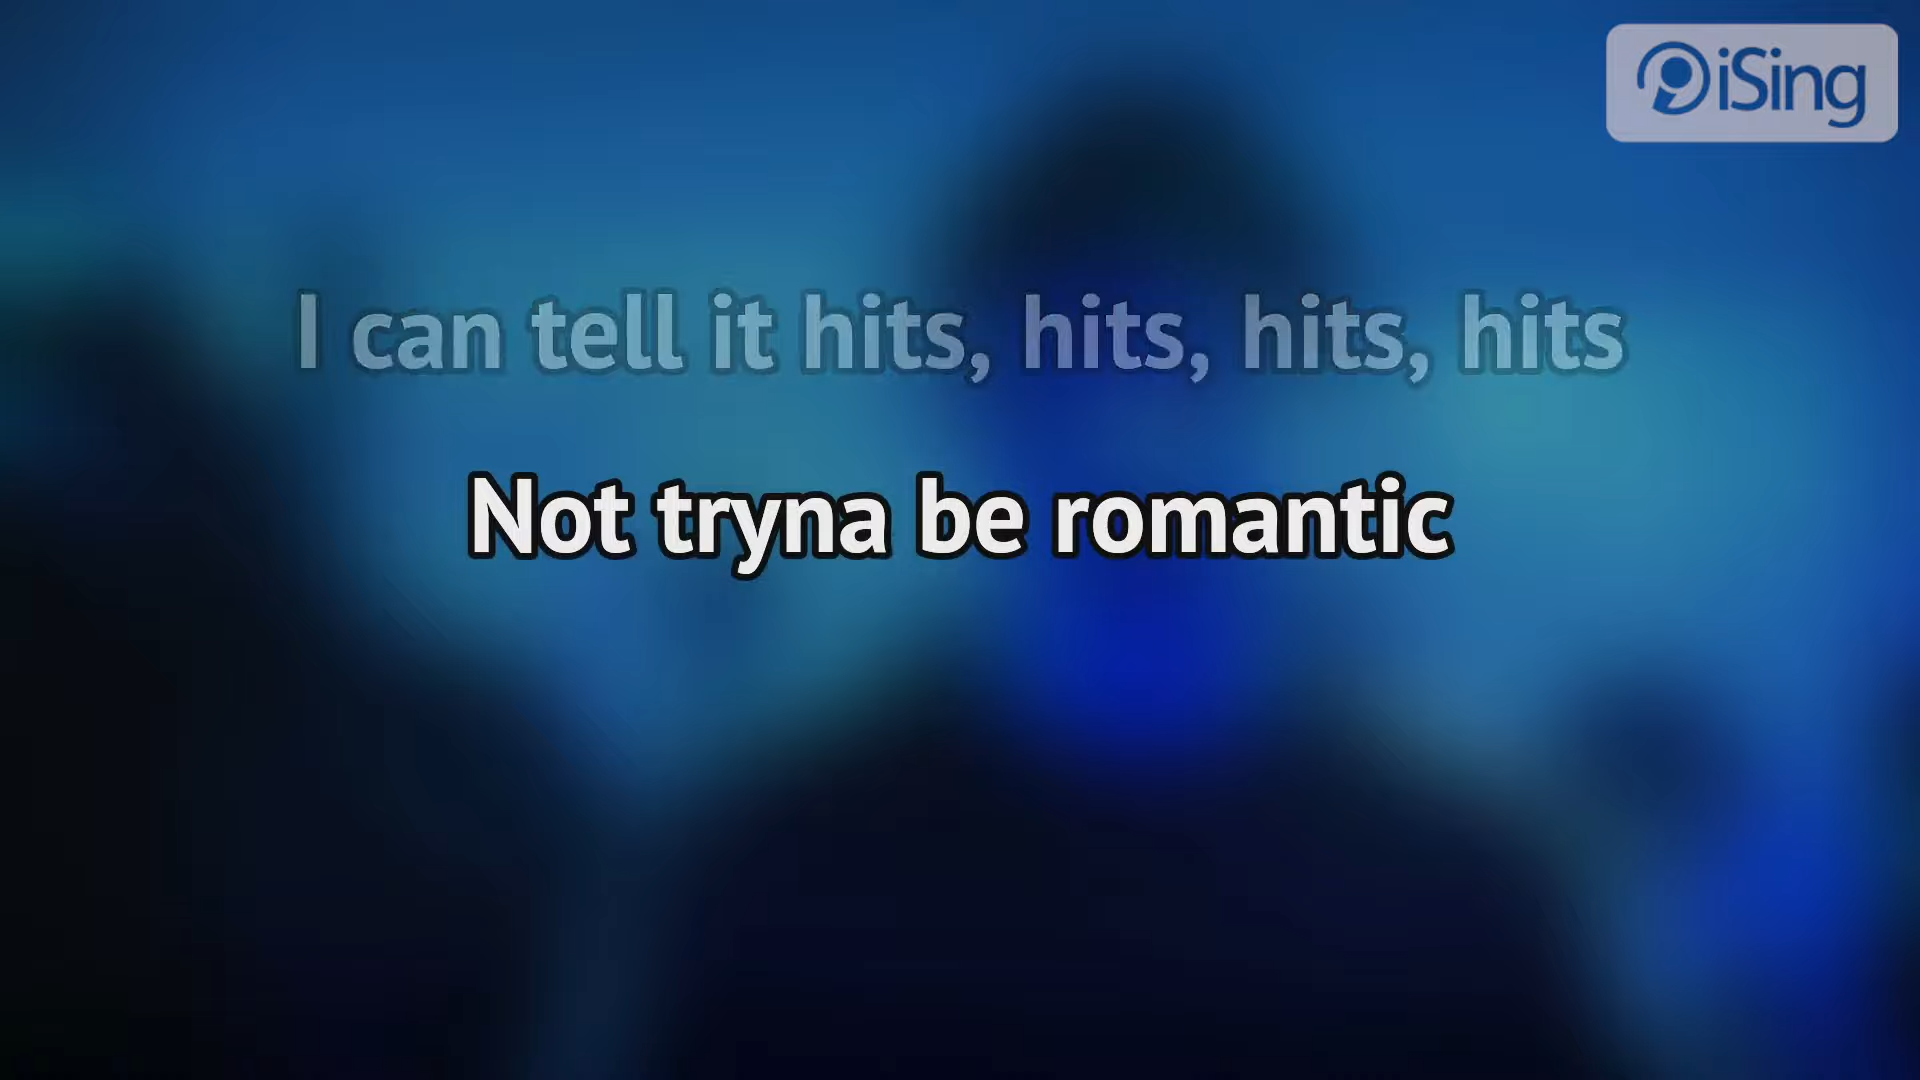 iSing
I can tell it hits, hits, hits, hits
Not tryna be romantic